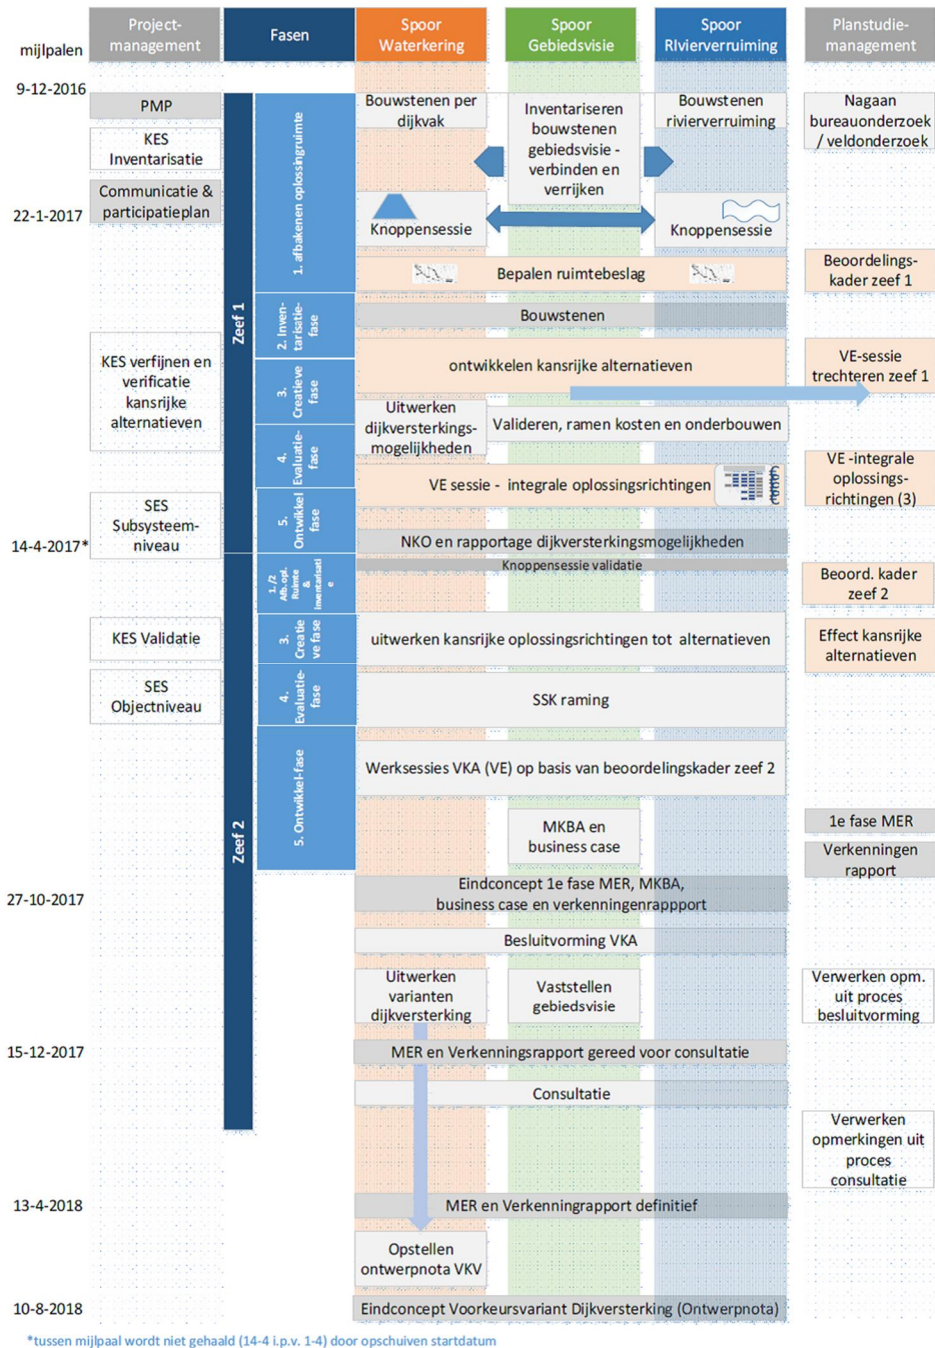 mijlpalen
Project-
management
Fasen
Spoor
Waterkering
Spoor
Gebiedsvisie
Spoor
RIvierverruiming
Planstudie-
management
9-12-2016
PMP
Bouwstenen per
dijkvak
Inventariseren
bouwstenen
gebiedsvisie -
verbinden en
verrijken
Bouwstenen
rivierverruiming
Nagaan
bureauonderzoek
/ veldonderzoek
KES
Inventarisatie
Communicatie &
participatieplan
22-1-2017
Zeef 1
1. afbakenen oplossingruimte
Knoppensessie
Knoppensessie
Bepalen ruimtebeslag
Beoordelings-
kader zeef 1
2. Inven-
tarisatie-
fase
Bouwstenen
KES verfijnen en
verificatie
kansrijke
alternatieven
3.
Creatieve
fase
ontwikkelen kansrijke alternatieven
VE-sessie
trechteren zeef 1
Uitwerken
dijkversterkings-
mogelijkheden
Valideren, ramen kosten en onderbouwen
4.
Evaluatie-
fase
VE sessie - integrale oplossingsrichtingen
VE -integrale
oplossings-
richtingen (3)
SES
Subsysteem-
niveau
5.
Ontwikkel
fase
14-4-2017*
NKO en rapportage dijkversterkingsmogelijkheden
Knoppensessie validatie
1./2
Afb. opl.
Ruimte
&
Inventarisati
e
Beoord. kader
zeef 2
KES Validatie
3.
Creatie
ve fase
uitwerken kansrijke oplossingsrichtingen tot alternatieven
Effect kansrijke
alternatieven
SES
Objectniveau
4.
Evaluatie-
fase
SSK raming
Zeef 2
5. Ontwikkel-fase
Werksessies VKA (VE) op basis van beoordelingskader zeef 2
MKBA en
business case
1e fase MER
Verkenningen
rapport
27-10-2017
Eindconcept 1e fase MER, MKBA,
business case en verkenningenrappport
Besluitvorming VKA
Uitwerken
varianten
dijkversterking
Vaststellen
gebiedsvisie
Verwerken opm.
uit proces
besluitvorming
15-12-2017
MER en Verkenningsrapport gereed voor consultatie
Consultatie
Verwerken
opmerkingen uit
proces
consultatie
13-4-2018
MER en Verkenningrapport definitief
Opstellen
ontwerpnota VKV
10-8-2018
Eindconcept Voorkeursvariant Dijkversterking (Ontwerpnota)
*tussen mijlpaal wordt niet gehaald (14-4 i.p.v. 1-4) door opschuiven startdatum